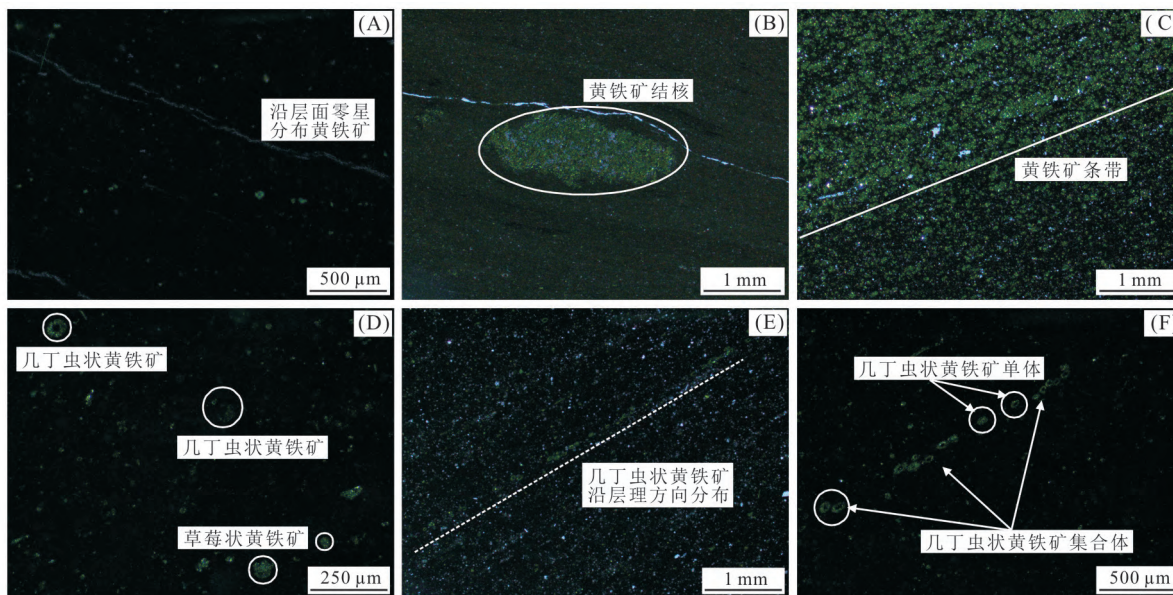 (A)
沿层面零星
分布黄铁矿
500 μm
(B)
黄铁矿结核
1 mm
(C)
黄铁矿条带
1 mm
(D)
几丁虫状黄铁矿
几丁虫状黄铁矿
草莓状黄铁矿
250 μm
(E)
几丁虫状黄铁矿
沿层理方向分布
1 mm
(F)
几丁虫状黄铁矿单体
几丁虫状黄铁矿集合体
500 μm